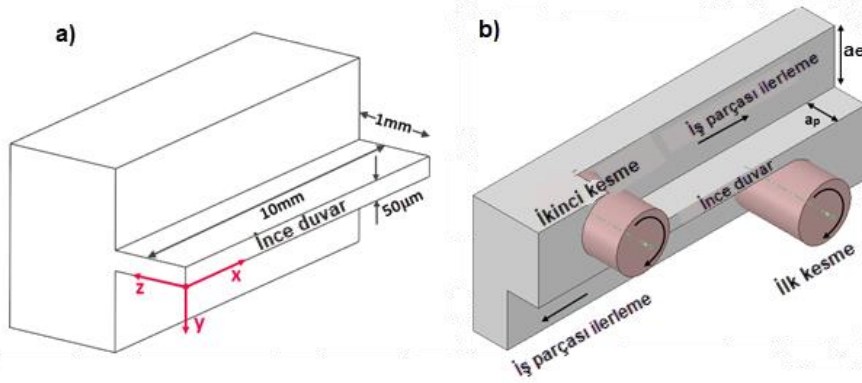 a)
1mm
10mm
İnce duvar
50μm
z
x
y
b)
ae
İş parçası ilerleme
aₚ
İkinci kesme
İnce duvar
İlk kesme
İş parçası ilerleme